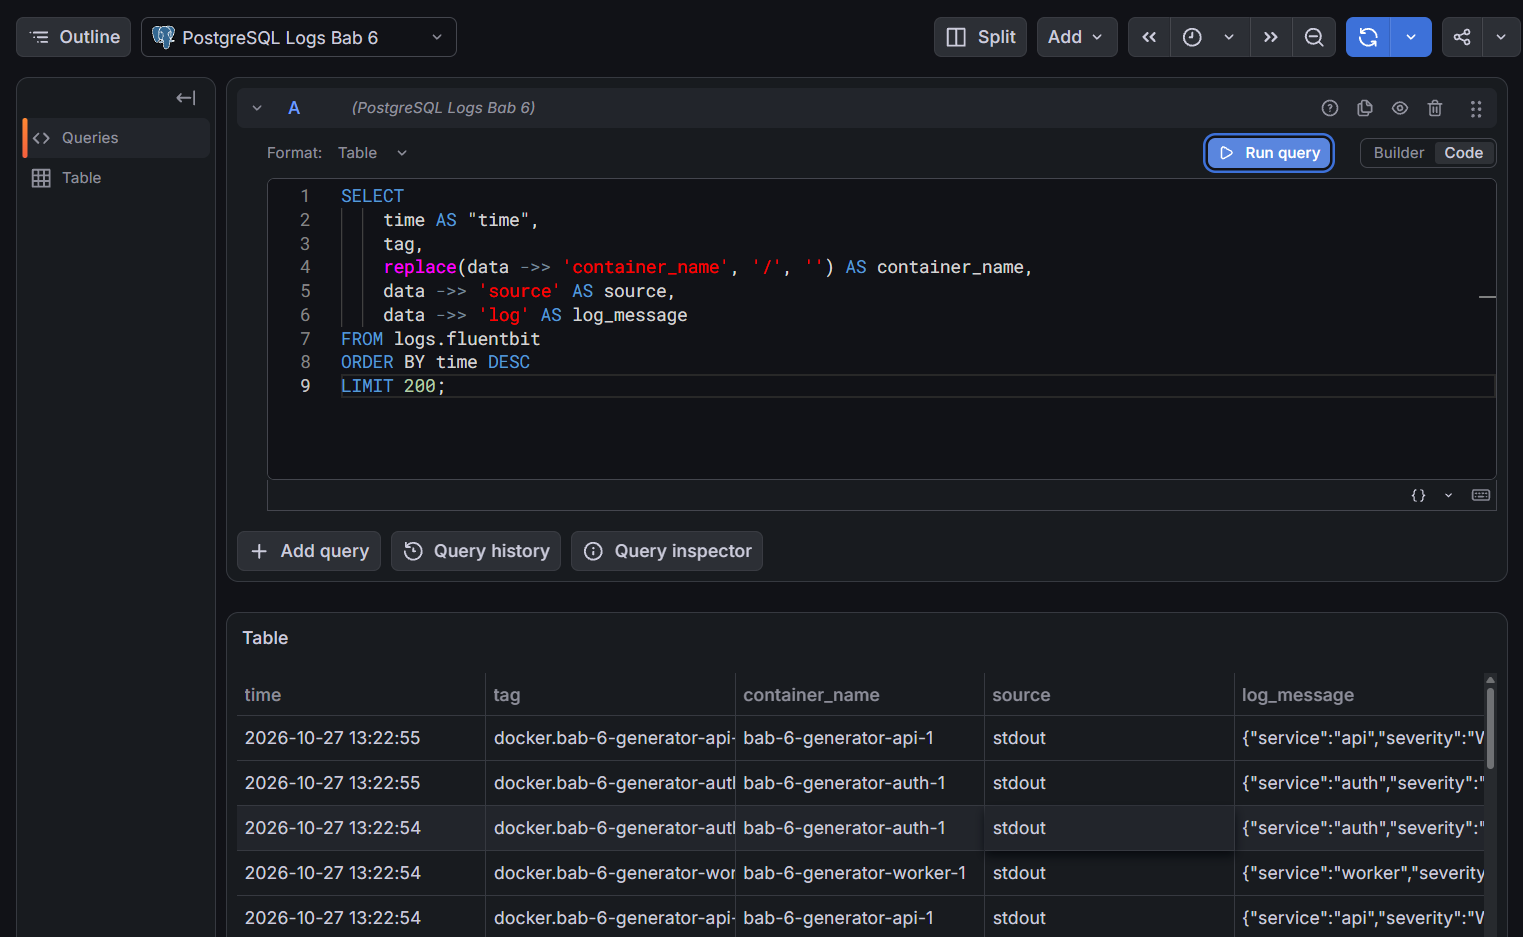 Outline
PostgreSQL Logs Bab 6
Split
Add
Queries
Table
A
(PostgreSQL Logs Bab 6)
Format: Table
Run query
Builder
Code
1 SELECT
2 time AS "time",
3 tag,
4 replace(data ->> 'container_name', '/', '') AS container_name,
5 data ->> 'source' AS source,
6 data ->> 'log' AS log_message
7 FROM logs.fluentbit
8 ORDER BY time DESC
9 LIMIT 200;
{}
Add query
Query history
Query inspector
Table
time tag container_name source log_message
2026-10-27 13:22:55 docker.bab-6-generator-api- bab-6-generator-api-1 stdout {"service":"api","severity":"W
2026-10-27 13:22:55 docker.bab-6-generator-aut bab-6-generator-auth-1 stdout {"service":"auth","severity":"
2026-10-27 13:22:54 docker.bab-6-generator-aut bab-6-generator-auth-1 stdout {"service":"auth","severity":"
2026-10-27 13:22:54 docker.bab-6-generator-wor bab-6-generator-worker-1 stdout {"service":"worker","severity
2026-10-27 13:22:54 docker.bab-6-generator-api- bab-6-generator-api-1 stdout {"service":"api","severity":"W